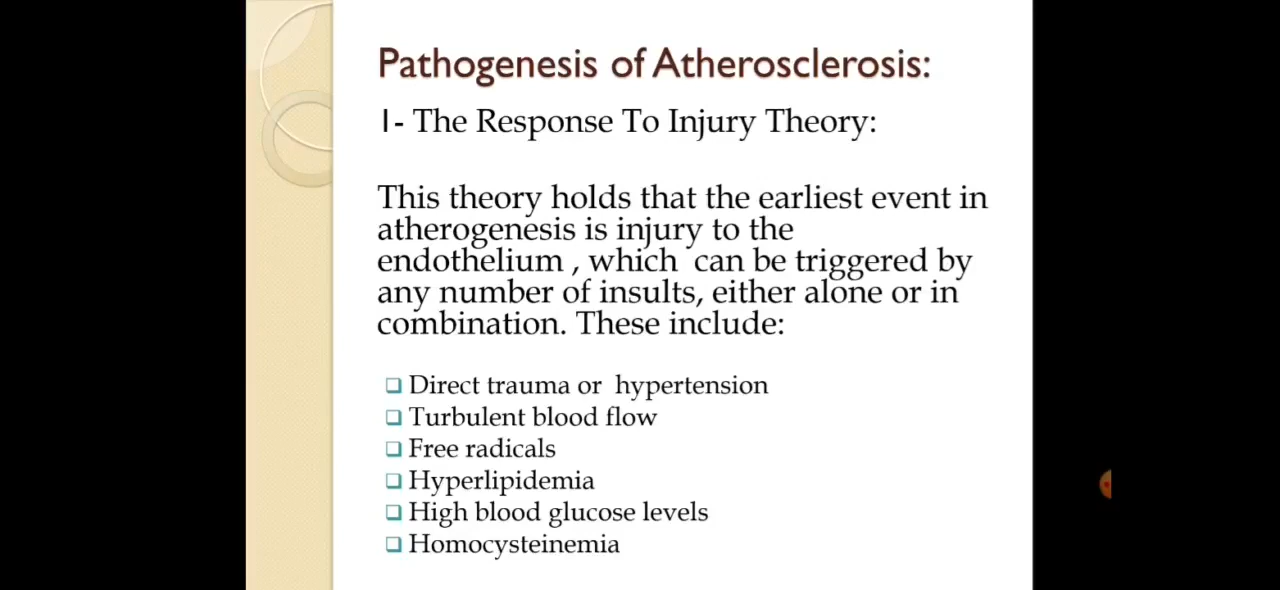 Pathogenesis of Atherosclerosis:
1- The Response To Injury Theory:
This theory holds that the earliest event in
atherogenesis is injury to the
endothelium , which can be triggered by
any number of insults, either alone or in
combination. These include:
❑ Direct trauma or hypertension
❑ Turbulent blood flow
❑ Free radicals
❑ Hyperlipidemia
❑ High blood glucose levels
❑ Homocysteinemia